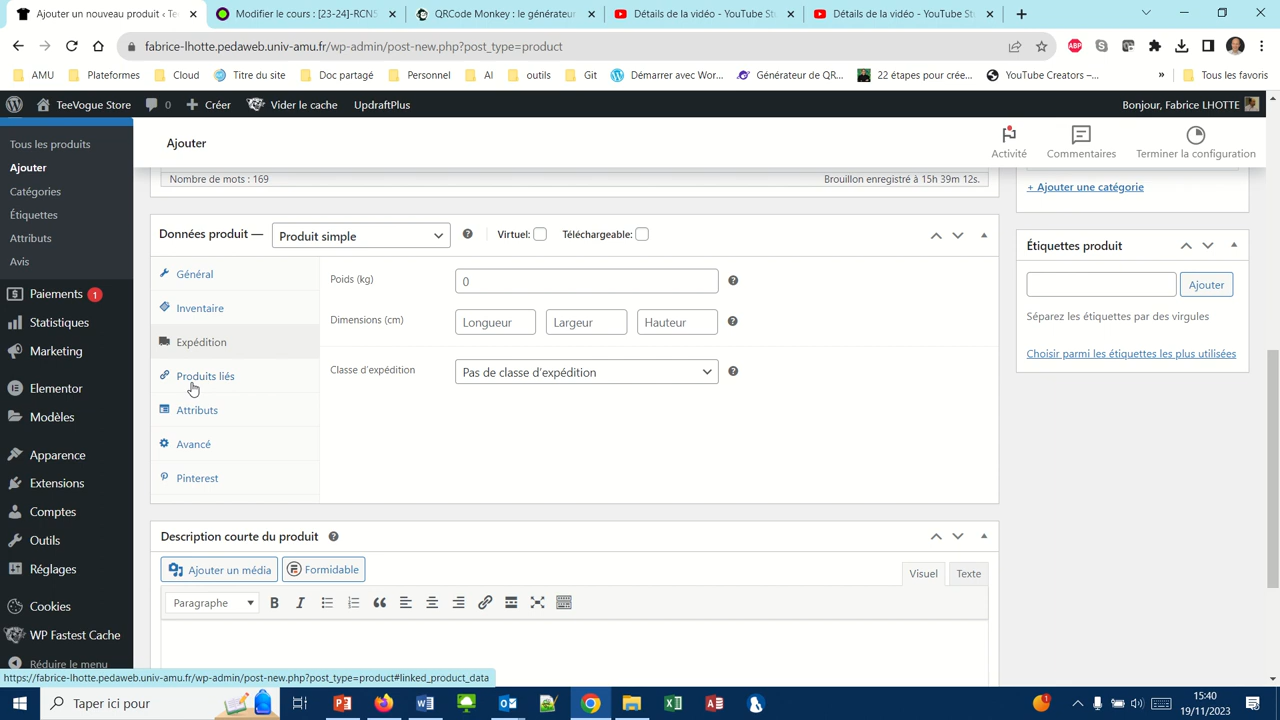 Ajouter un nouveau produit ‹ Te
Modifier le cours : [23-24]-RCNS
QRCode Monkey : le générateur
Détails de la vidéo - YouTube St
Détails de la vidéo - YouTube St
fabrice-lhotte.pedaweb.univ-amu.fr/wp-admin/post-new.php?post_type=product
ABP
AMU
Plateformes
Cloud
Titre du site
Doc partagé
Personnel
AI
outils
Git
Démarrer avec Wor...
Générateur de QR...
22 étapes pour crée...
YouTube Creators –...
»
Tous les favoris
TeeVogue Store
0
Créer
Vider le cache
UpdraftPlus
Bonjour, Fabrice LHOTTE
Tous les produits
Ajouter
Catégories
Étiquettes
Attributs
Avis
Paiements 1
Statistiques
Marketing
Elementor
Modèles
Apparence
Extensions
Comptes
Outils
Réglages
Cookies
WP Fastest Cache
Réduire le menu
Ajouter
Activité
Commentaires
Terminer la configuration
Nombre de mots : 169
Brouillon enregistré à 15h 39m 12s.
Données produit —
Produit simple
Virtuel:
Téléchargeable:
Général
Inventaire
Expédition
Produits liés
Attributs
Avancé
Pinterest
Poids (kg)
0
Dimensions (cm)
Longueur
Largeur
Hauteur
Classe d'expédition
Pas de classe d'expédition
Description courte du produit
Ajouter un média
Formidable
Visuel
Texte
Paragraphe
B
I
+ Ajouter une catégorie
Étiquettes produit
Ajouter
Séparez les étiquettes par des virgules
Choisir parmi les étiquettes les plus utilisées
https://fabrice-lhotte.pedaweb.univ-amu.fr/wp-admin/post-new.php?post_type=product#linked_product_data
Taper ici pour
1
15:40
19/11/2023